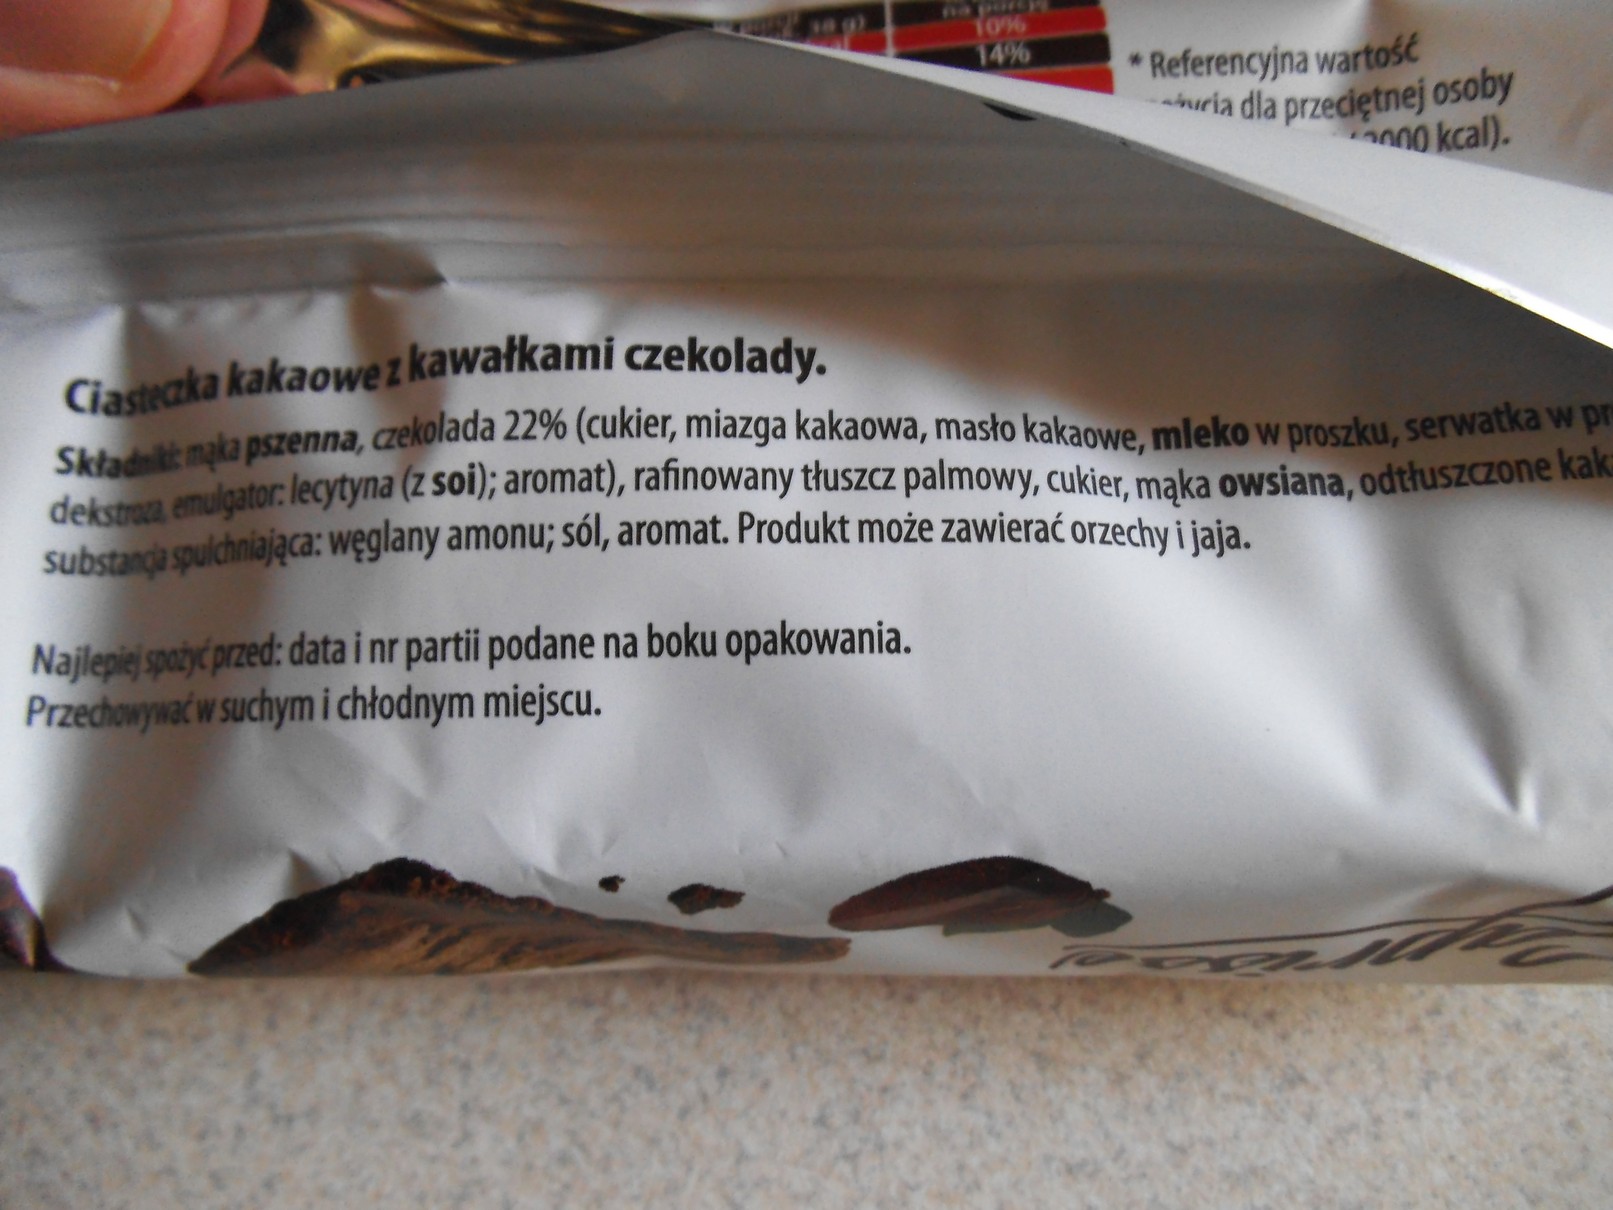 na porcję
10%
14%
* Referencyjna wartość
dla przeciętnej osoby
kcal).
Ciasteczka kakaowe z kawałkami czekolady.
Składniki: mąka pszenna, czekolada 22% (cukier, miazga kakaowa, masło kakaowe, mleko w proszku, serwatka w
dekstroza, emulgator: lecytyna (z soi); aromat), rafinowany tłuszcz palmowy, cukier, mąka owsiana, odtłuszczone
substancja spulchniająca: węglany amonu; sól, aromat. Produkt może zawierać orzechy i jaja.
Najlepiej spożyć przed: data i nr partii podane na boku opakowania.
Przechowywać w suchym i chłodnym miejscu.